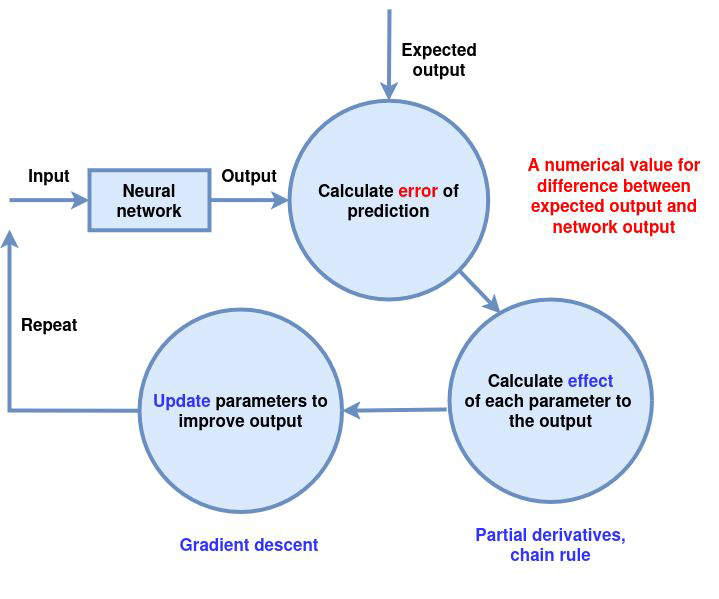 Expected
output
Input
Neural
network
Output
Calculate error of
prediction
A numerical value for
difference between
expected output and
network output
Repeat
Update parameters to
improve output
Calculate effect
of each parameter to
the output
Gradient descent
Partial derivatives,
chain rule